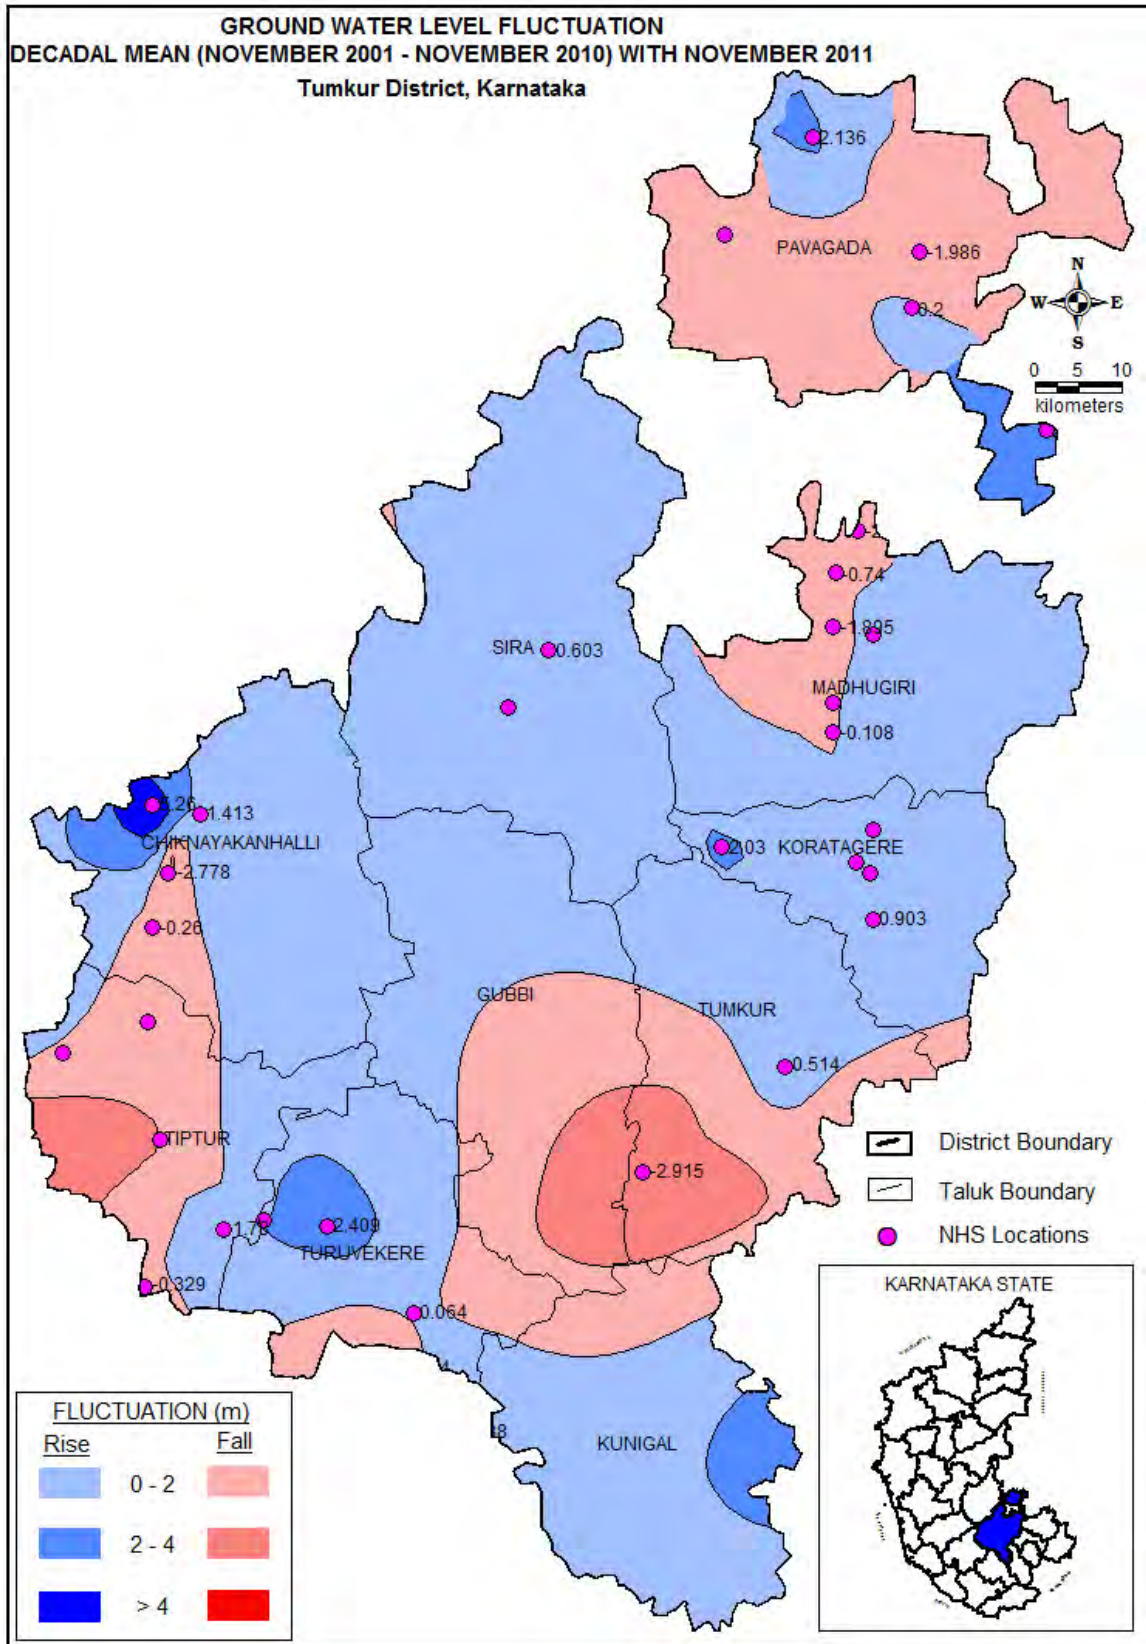 GROUND WATER LEVEL FLUCTUATION
DECADAL MEAN (NOVEMBER 2001 - NOVEMBER 2010) WITH NOVEMBER 2011
Tumkur District, Karnataka
2.136
PAVAGADA
-1.986
0.2
N
W E
S
0 5 10
kilometers
-0.74
-1.895
SIRA 0.603
MADHUGIRI
-0.108
5.26
1.413
CHIKNAYAKANHALLI
2.03 KORATAGERE
-2.778
0.903
-0.26
GUBBI
TUMKUR
0.514
TIPTUR
-2.915
1.78
2.409
TURUVEKERE
-0.329
0.064
KUNIGAL
District Boundary
Taluk Boundary
NHS Locations
KARNATAKA STATE
FLUCTUATION (m)
Rise Fall
0 - 2
2 - 4
> 4